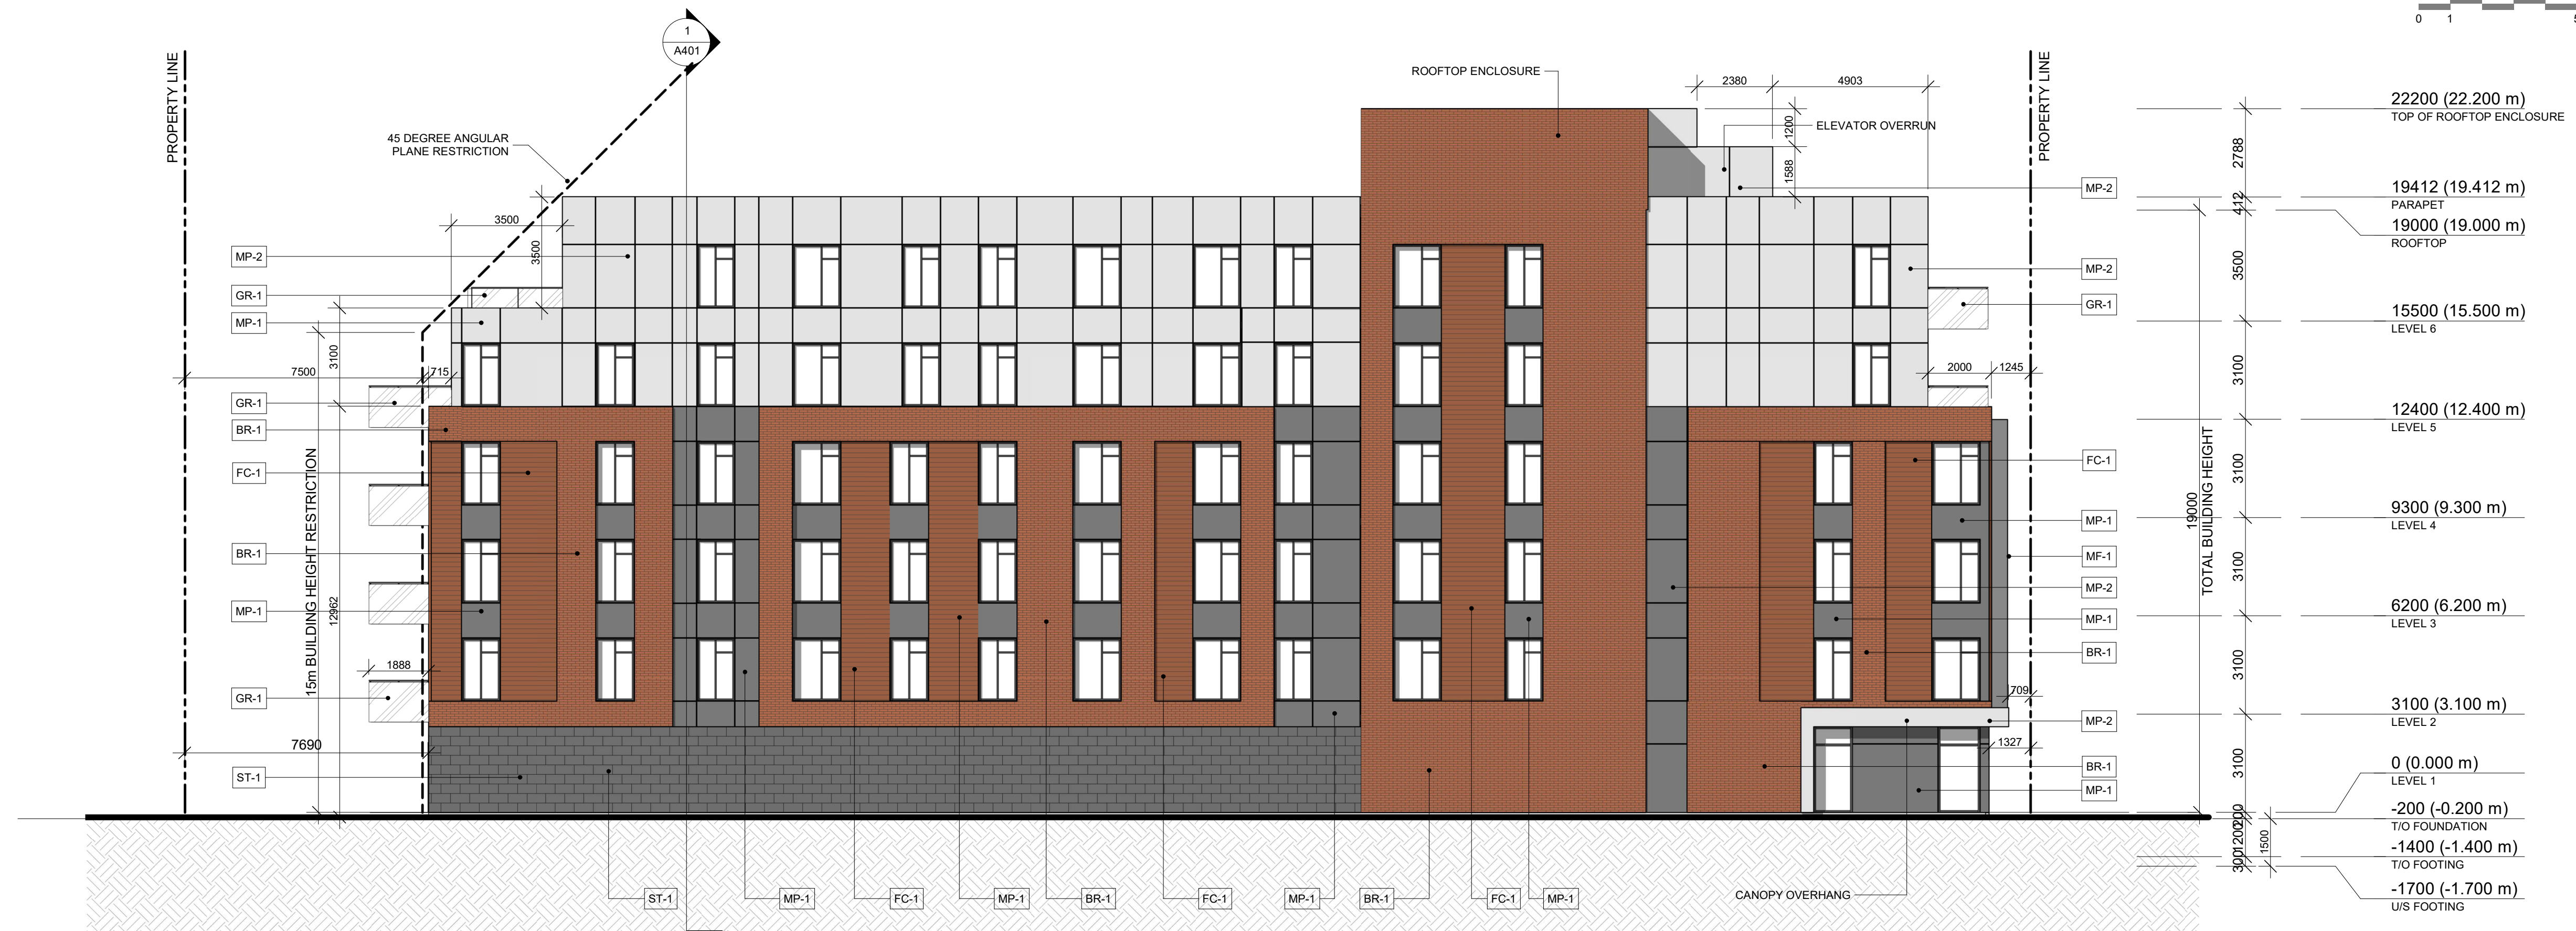 0 1 5
1
A401
PROPERTY LINE
45 DEGREE ANGULAR
PLANE RESTRICTION
ROOFTOP ENCLOSURE
2380
4903
1200
1588
ELEVATOR OVERRUN
PROPERTY LINE
3500
3500
MP-2
GR-1
MP-1
3100
7500
715
GR-1
BR-1
FC-1
15m BUILDING HEIGHT RESTRICTION
BR-1
12962
MP-1
1888
GR-1
7690
ST-1
MP-2
MP-2
GR-1
2000
1245
FC-1
MP-1
MF-1
MP-2
MP-1
BR-1
709
MP-2
1327
BR-1
MP-1
ST-1
MP-1
FC-1
MP-1
BR-1
FC-1
MP-1
BR-1
FC-1
MP-1
CANOPY OVERHANG
19000
TOTAL BUILDING HEIGHT
2788
412
3500
3100
3100
3100
3100
3100
200
1200
300
1500
22200 (22.200 m)
TOP OF ROOFTOP ENCLOSURE
19412 (19.412 m)
PARAPET
19000 (19.000 m)
ROOFTOP
15500 (15.500 m)
LEVEL 6
12400 (12.400 m)
LEVEL 5
9300 (9.300 m)
LEVEL 4
6200 (6.200 m)
LEVEL 3
3100 (3.100 m)
LEVEL 2
0 (0.000 m)
LEVEL 1
-200 (-0.200 m)
T/O FOUNDATION
-1400 (-1.400 m)
T/O FOOTING
-1700 (-1.700 m)
U/S FOOTING